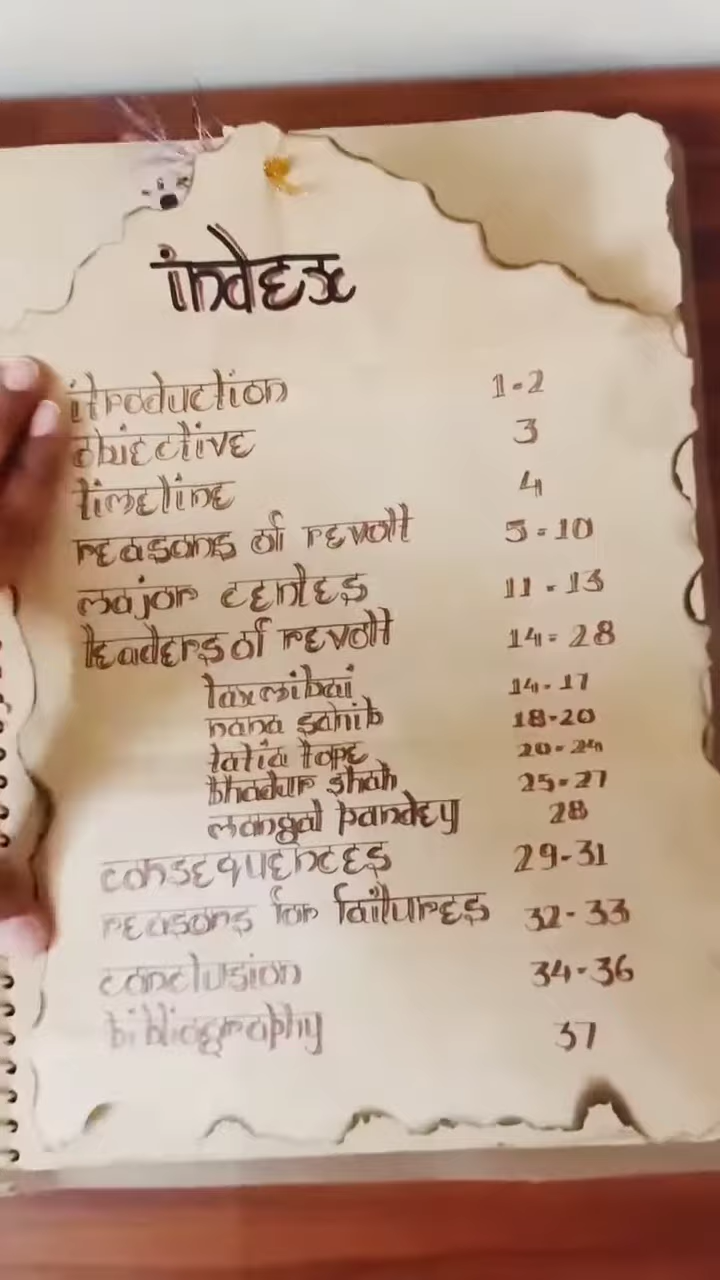 index
itroduction 1-2
objective 3
timeline 4
reasons of revolt 5-10
major centes 11-13
leaders of revolt 14-28
laxmibai 14-17
nana sahib 18-20
tatia tope 20-24
bhadur shah 25-27
mangal pandey 28
consequences 29-31
reasons for failures 32-33
conclusion 34-36
bibliography 37